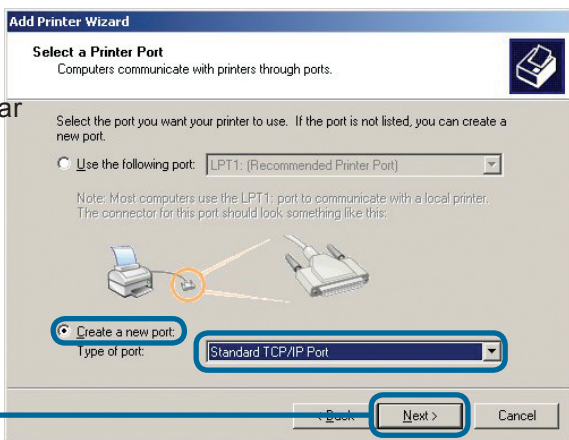 Add Printer Wizard
Select a Printer Port
Computers communicate with printers through ports.
ar
Select the port you want your printer to use. If the port is not listed, you can create a
new port.
Use the following port: LPT1: (Recommended Printer Port)
Note: Most computers use the LPT1: port to communicate with a local printer.
The connector for this port should look something like this:
Create a new port:
Type of port: Standard TCP/IP Port
< Back Next > Cancel